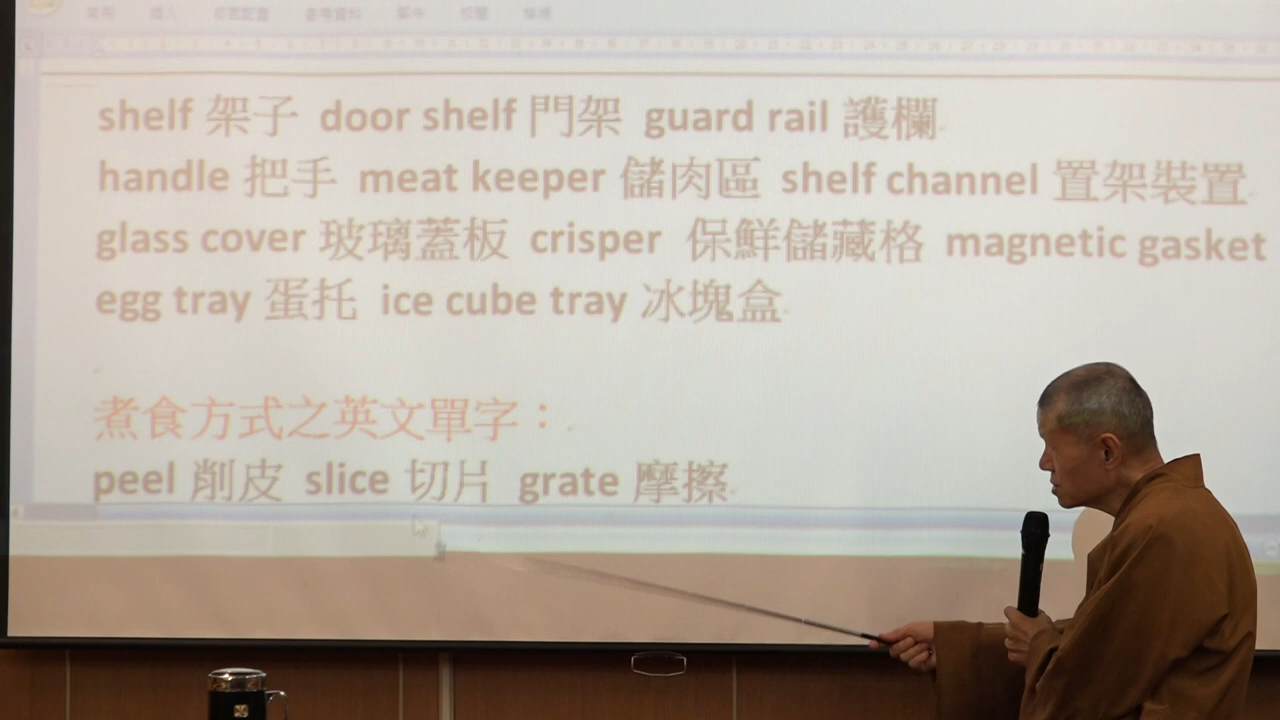 shelf 架子 door shelf 門架 guard rail 護欄
handle 把手 meat keeper 儲肉區 shelf channel 置架裝置
glass cover 玻璃蓋板 crisper 保鮮儲藏格 magnetic gasket
egg tray 蛋托 ice cube tray 冰塊盒
煮食方式之英文單字：
peel 削皮 slice 切片 grate 摩擦